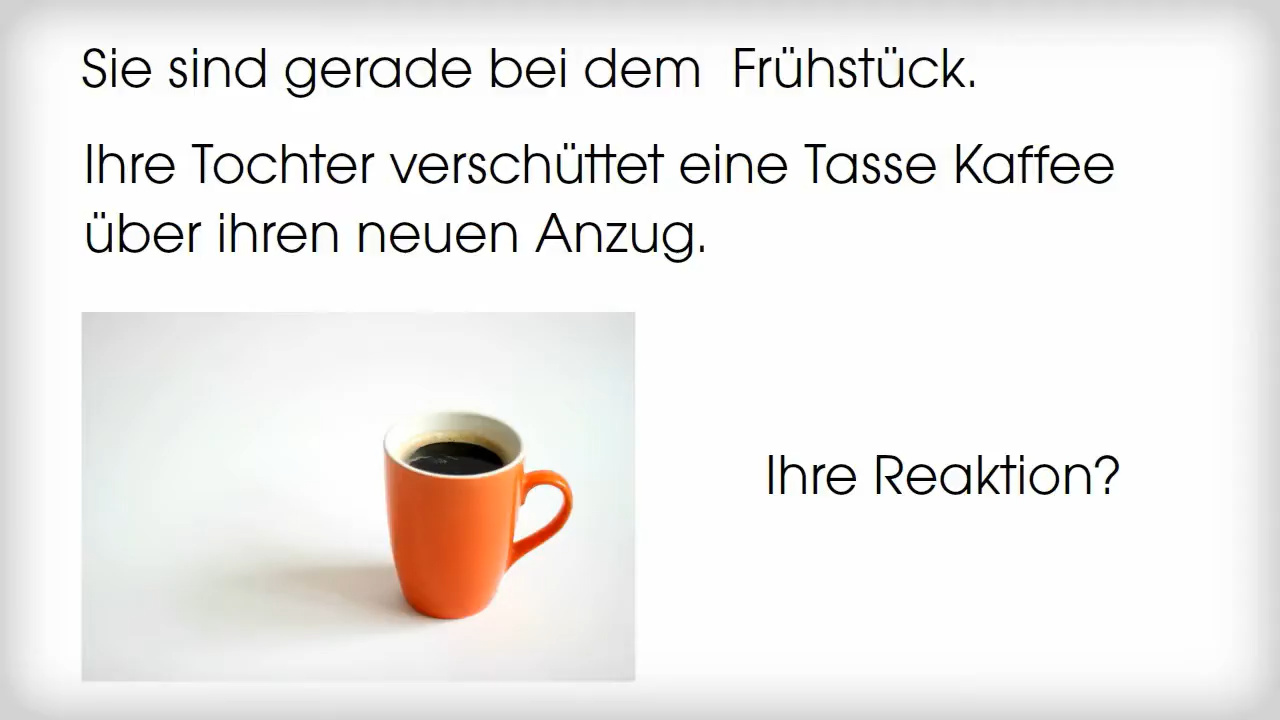 Sie sind gerade bei dem  Frühstück.
Ihre Tochter verschüttet eine Tasse Kaffee
über ihren neuen Anzug.
Ihre Reaktion?